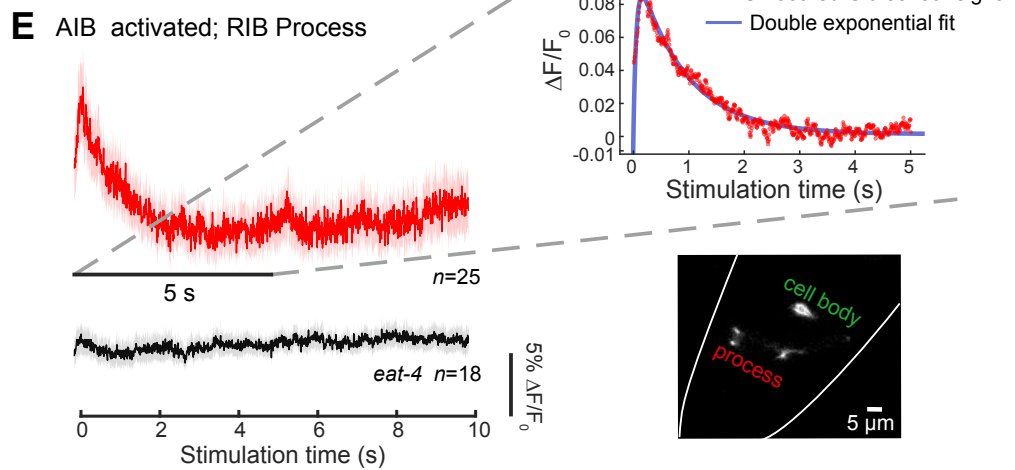 E AIB activated; RIB Process
n=25
5 s
eat-4 n=18
5% ΔF/F0
0 2 4 6 8 10
Stimulation time (s)
Double exponential fit
ΔF/F0
0.08
0.06
0.04
0.02
0
-0.01
0 1 2 3 4 5
Stimulation time (s)
cell body
process
5 µm